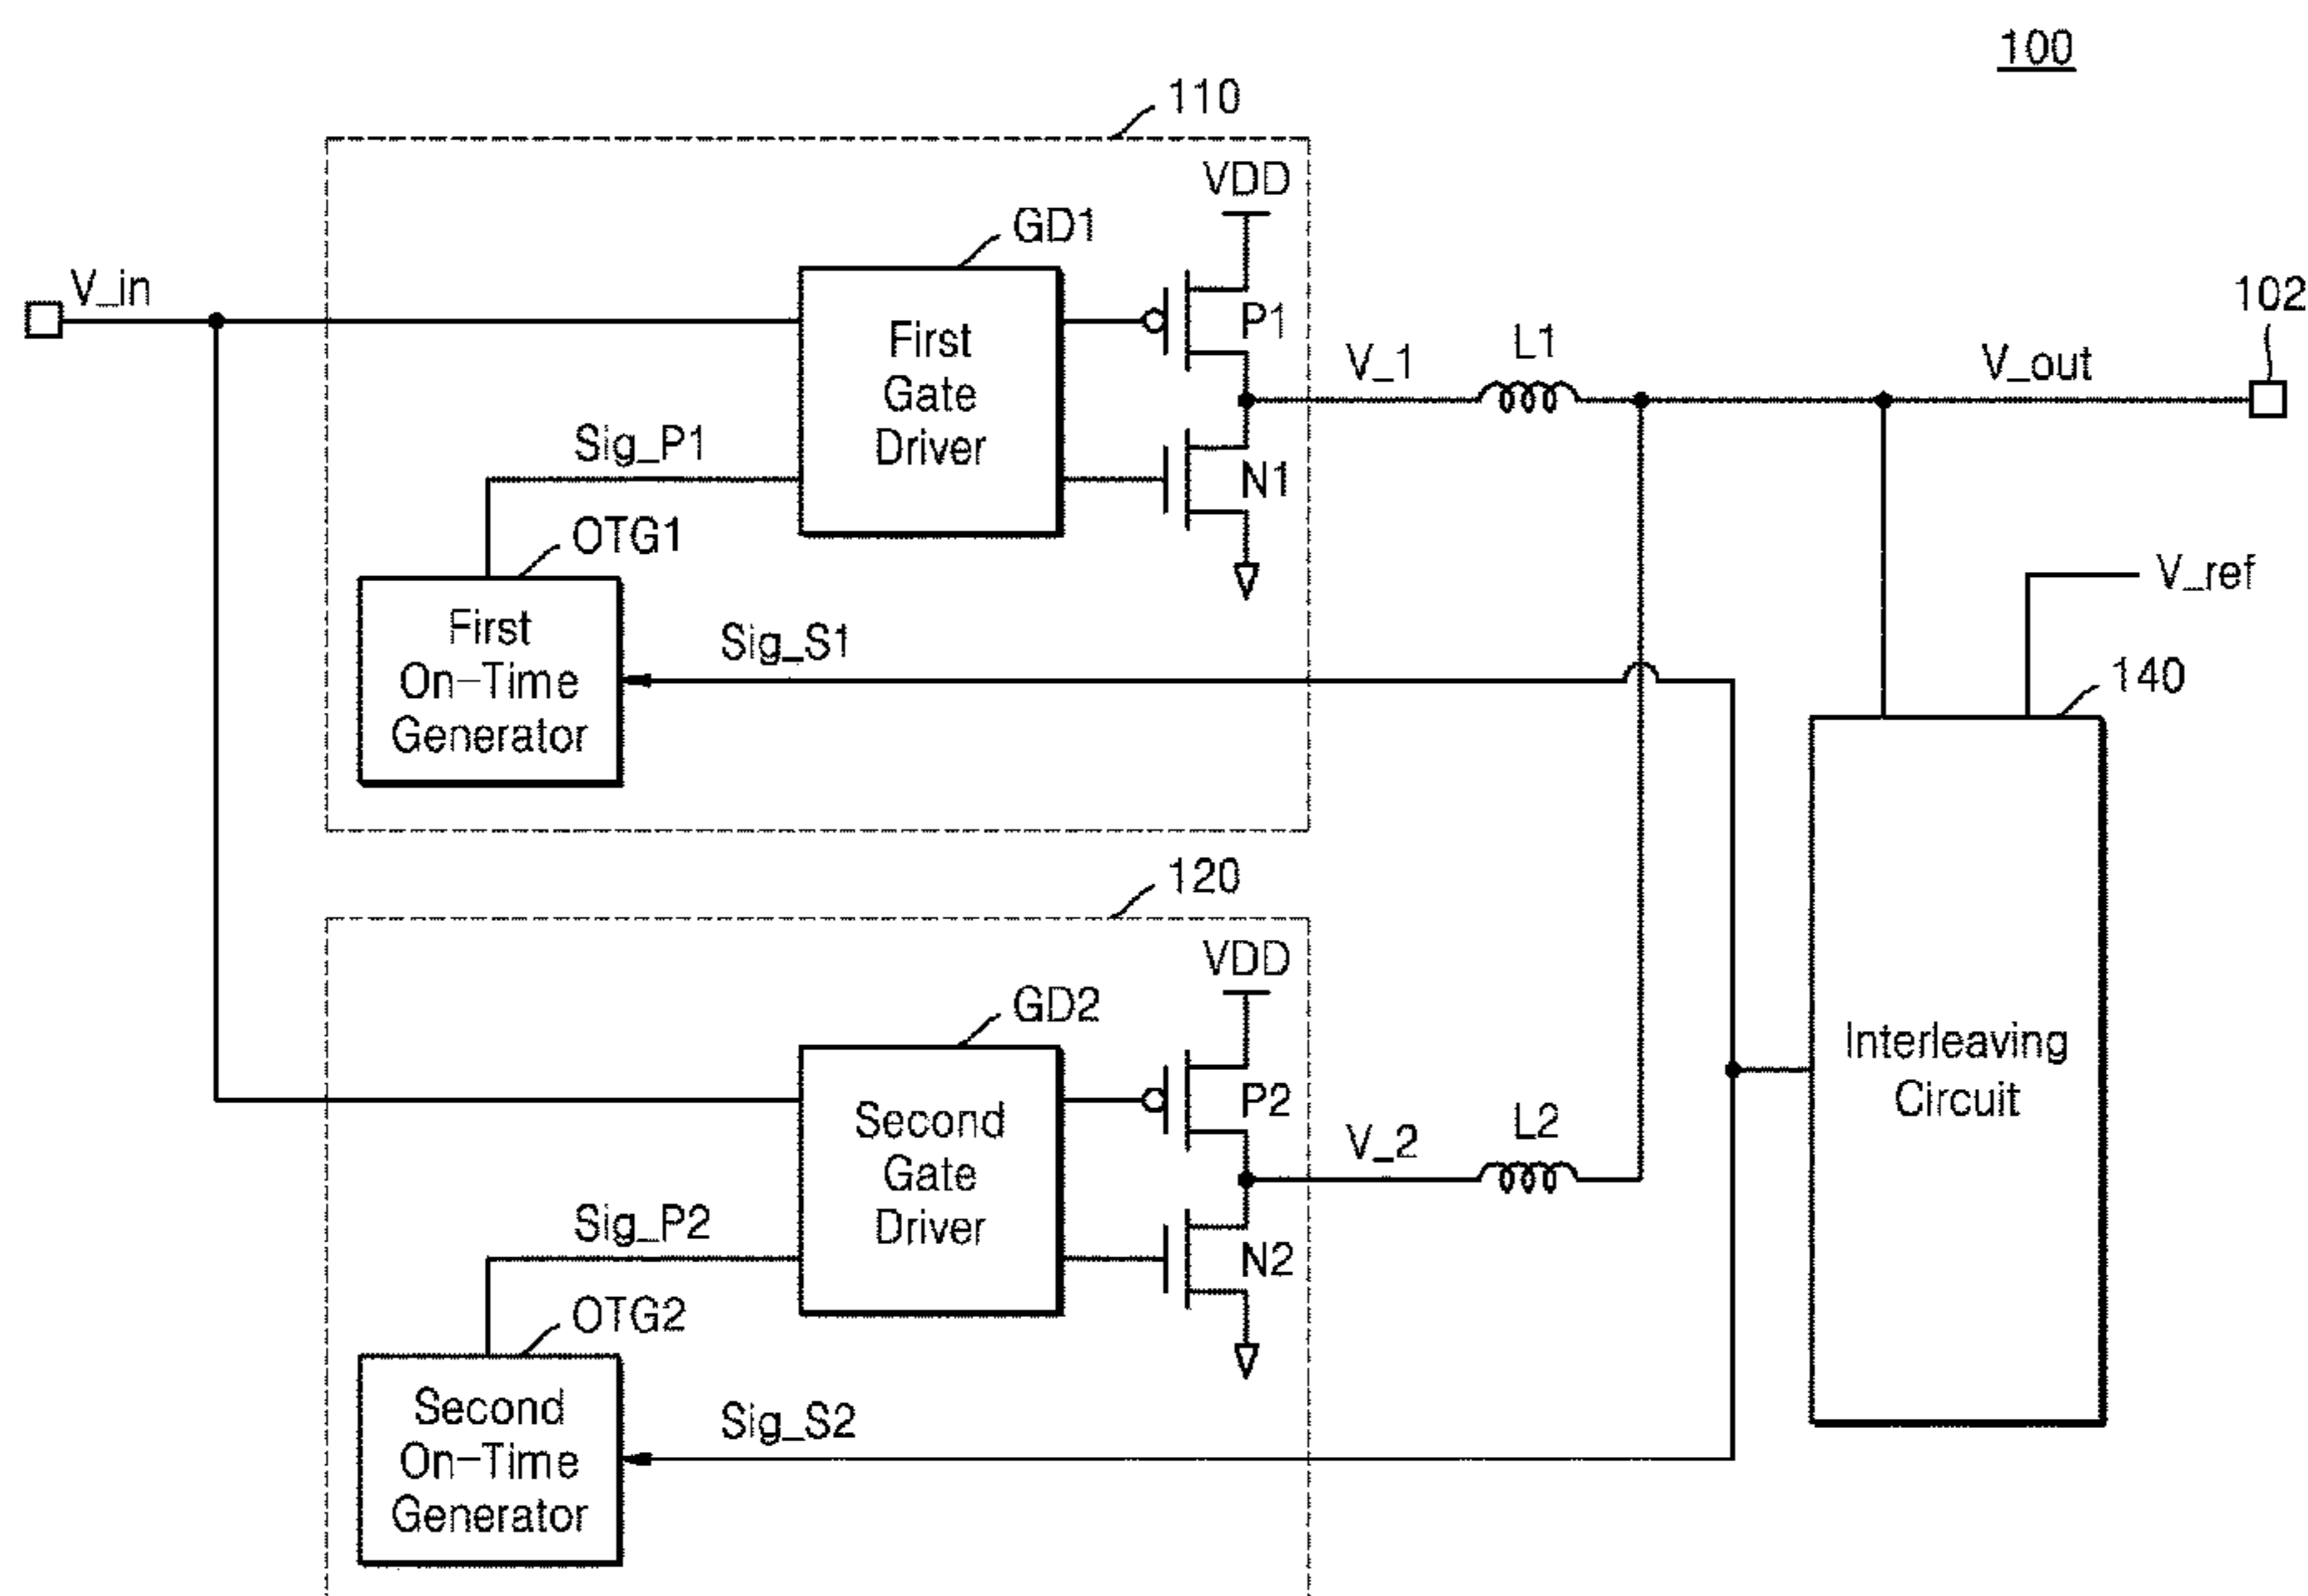 100
110
VDD
GD1
V_in
First
Gate
Driver
P1
N1
V_1
L1
V_out
102
Sig_P1
OTG1
First
On-Time
Generator
Sig_S1
V_ref
140
Interleaving
Circuit
120
VDD
GD2
Second
Gate
Driver
P2
N2
V_2
L2
Sig_P2
OTG2
Second
On-Time
Generator
Sig_S2